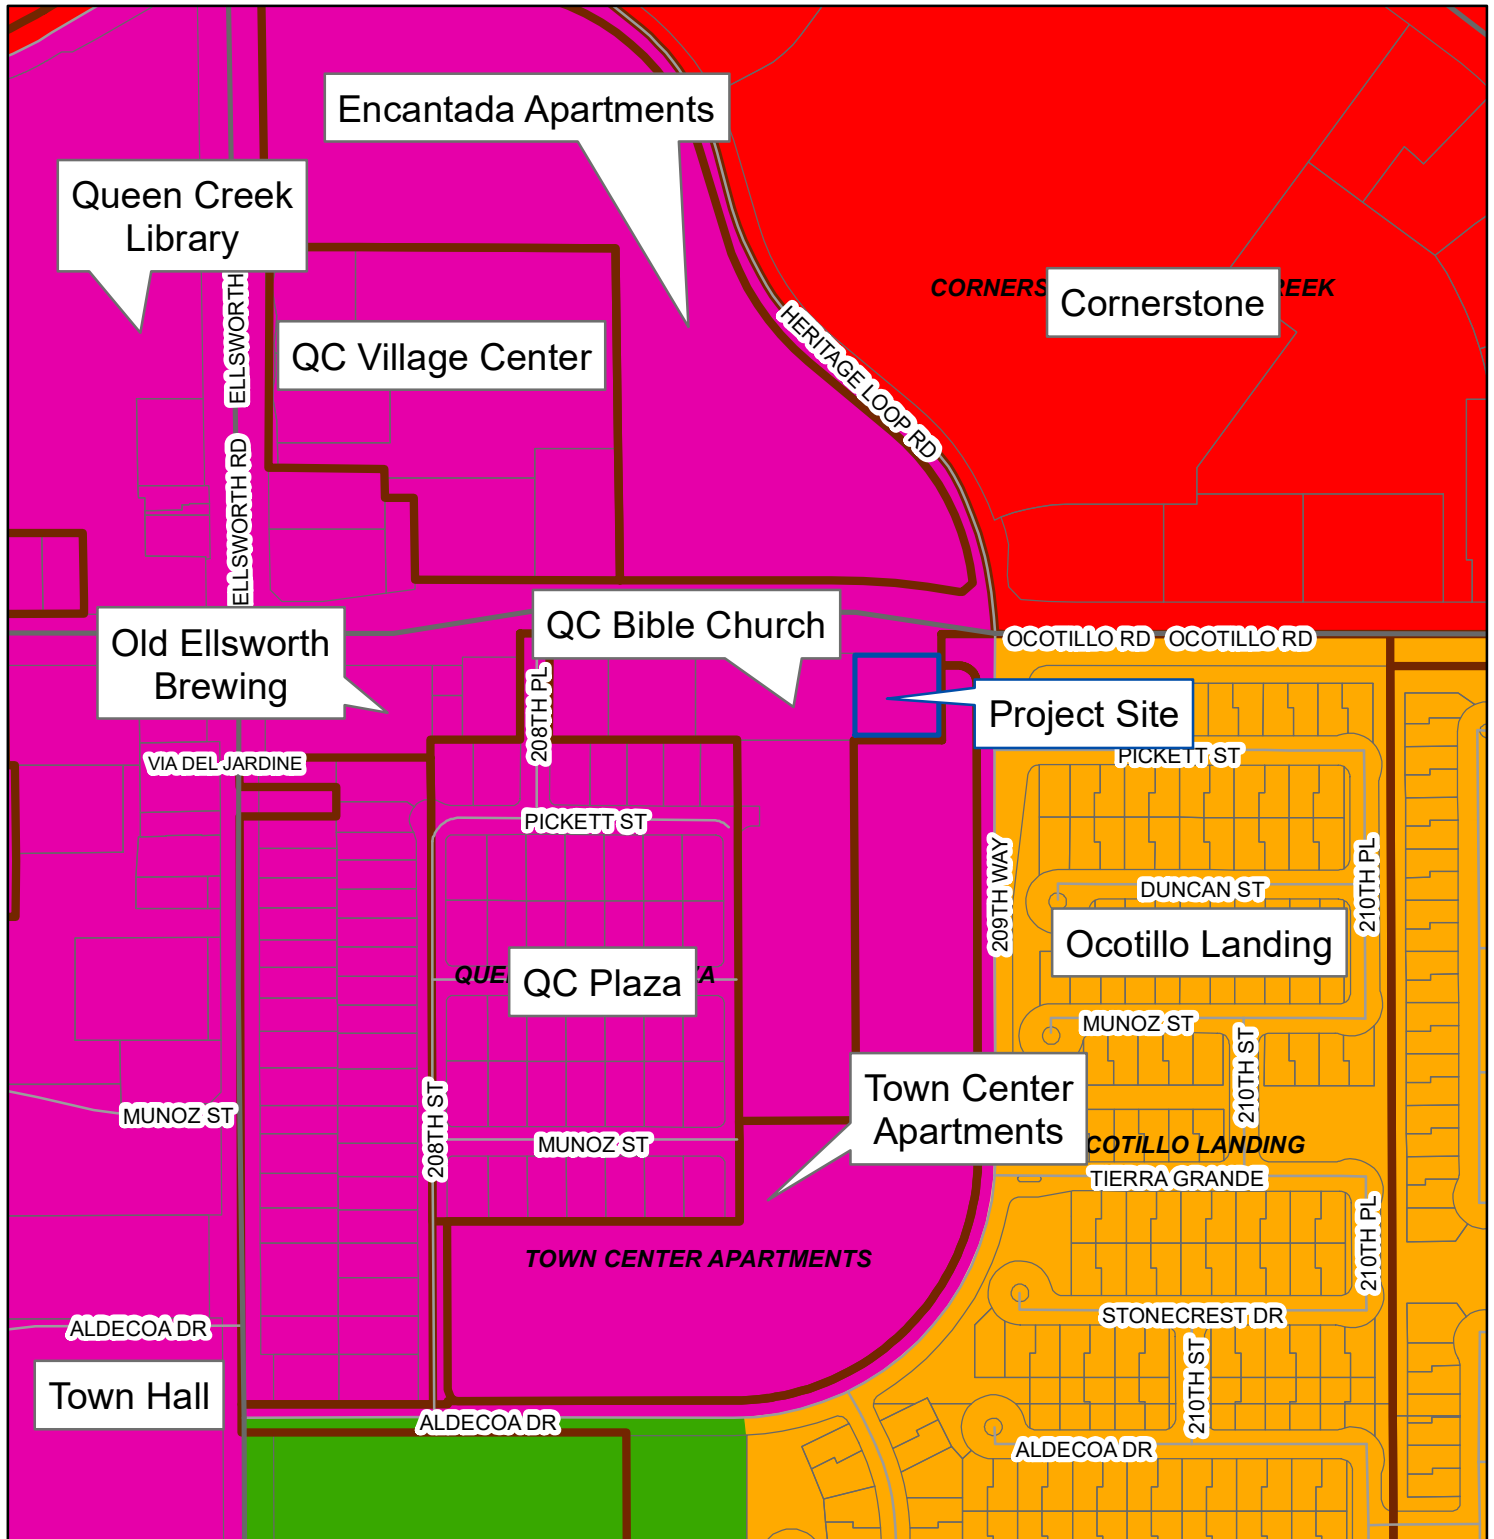 Encantada Apartments
Queen Creek
Library
ELLSWORTH
CORNERS
REEK
Cornerstone
QC Village Center
HERITAGE LOOP RD
ELLSWORTH RD
QC Bible Church
Old Ellsworth
Brewing
OCOTILLO RD
OCOTILLO RD
208TH PL
Project Site
VIA DEL JARDINE
PICKETT ST
PICKETT ST
209TH WAY
210TH PL
DUNCAN ST
Ocotillo Landing
QUE
A
QC Plaza
MUNOZ ST
210TH ST
Town Center
Apartments
MUNOZ ST
208TH ST
MUNOZ ST
COTILLO LANDING
TIERRA GRANDE
210TH PL
TOWN CENTER APARTMENTS
STONECREST DR
ALDECOA DR
210TH ST
Town Hall
ALDECOA DR
ALDECOA DR